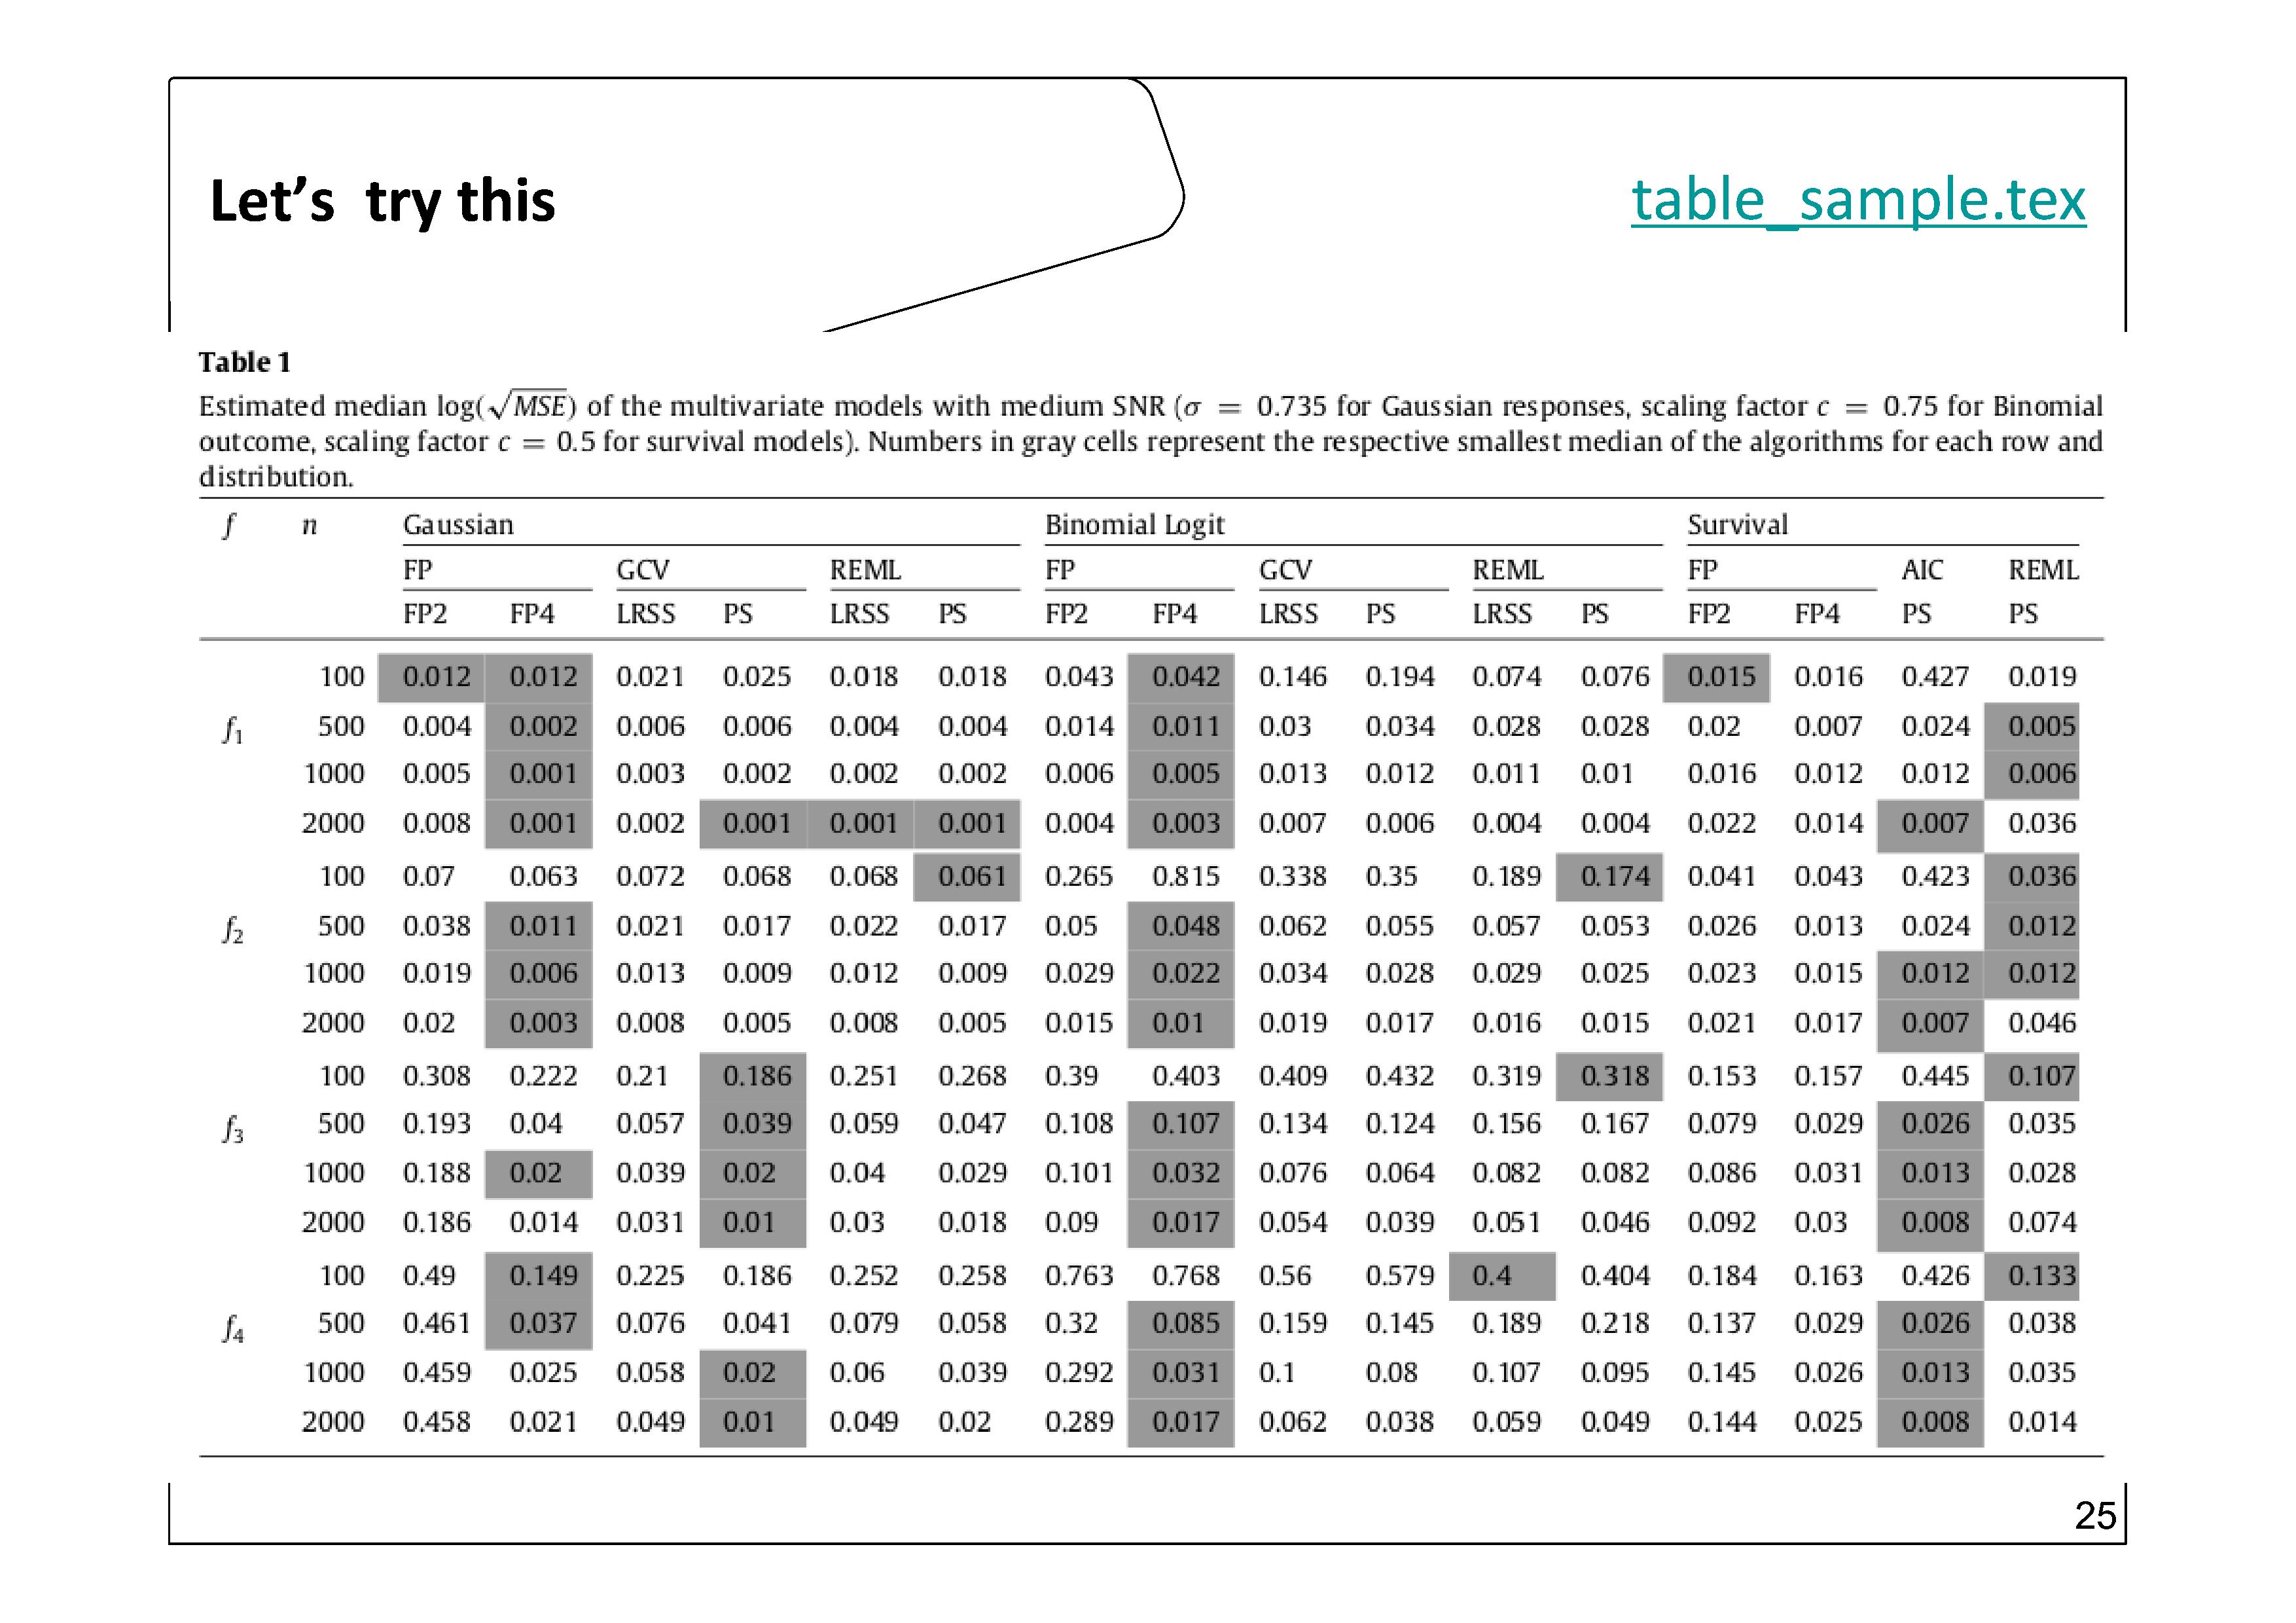 Let’s  try this
table_sample.tex
Table 1
Estimated median log(√MSE) of the multivariate models with medium SNR (σ = 0.735 for Gaussian responses, scaling factor c = 0.75 for Binomial
outcome, scaling factor c = 0.5 for survival models). Numbers in gray cells represent the respective smallest median of the algorithms for each row and
distribution.
f n Gaussian Binomial Logit Survival
FP GCV REML FP GCV REML FP AIC REML
FP2 FP4 LRSS PS LRSS PS FP2 FP4 LRSS PS LRSS PS FP2 FP4 PS PS
100 0.012 0.012 0.021 0.025 0.018 0.018 0.043 0.042 0.146 0.194 0.074 0.076 0.015 0.016 0.427 0.019
f1 500 0.004 0.002 0.006 0.006 0.004 0.004 0.014 0.011 0.03 0.034 0.028 0.028 0.02 0.007 0.024 0.005
1000 0.005 0.001 0.003 0.002 0.002 0.002 0.006 0.005 0.013 0.012 0.011 0.01 0.016 0.012 0.012 0.006
2000 0.008 0.001 0.002 0.001 0.001 0.001 0.004 0.003 0.007 0.006 0.004 0.004 0.022 0.014 0.007 0.036
100 0.07 0.063 0.072 0.068 0.068 0.061 0.265 0.815 0.338 0.35 0.189 0.174 0.041 0.043 0.423 0.036
f2 500 0.038 0.011 0.021 0.017 0.022 0.017 0.05 0.048 0.062 0.055 0.057 0.053 0.026 0.013 0.024 0.012
1000 0.019 0.006 0.013 0.009 0.012 0.009 0.029 0.022 0.034 0.028 0.029 0.025 0.023 0.015 0.012 0.012
2000 0.02 0.003 0.008 0.005 0.008 0.005 0.015 0.01 0.019 0.017 0.016 0.015 0.021 0.017 0.007 0.046
100 0.308 0.222 0.21 0.186 0.251 0.268 0.39 0.403 0.409 0.432 0.319 0.318 0.153 0.157 0.445 0.107
f3 500 0.193 0.04 0.057 0.039 0.059 0.047 0.108 0.107 0.134 0.124 0.156 0.167 0.079 0.029 0.026 0.035
1000 0.188 0.02 0.039 0.02 0.04 0.029 0.101 0.032 0.076 0.064 0.082 0.082 0.086 0.031 0.013 0.028
2000 0.186 0.014 0.031 0.01 0.03 0.018 0.09 0.017 0.054 0.039 0.051 0.046 0.092 0.03 0.008 0.074
100 0.49 0.149 0.225 0.186 0.252 0.258 0.763 0.768 0.56 0.579 0.4 0.404 0.184 0.163 0.426 0.133
f4 500 0.461 0.037 0.076 0.041 0.079 0.058 0.32 0.085 0.159 0.145 0.189 0.218 0.137 0.029 0.026 0.038
1000 0.459 0.025 0.058 0.02 0.06 0.039 0.292 0.031 0.1 0.08 0.107 0.095 0.145 0.026 0.013 0.035
2000 0.458 0.021 0.049 0.01 0.049 0.02 0.289 0.017 0.062 0.038 0.059 0.049 0.144 0.025 0.008 0.014
25